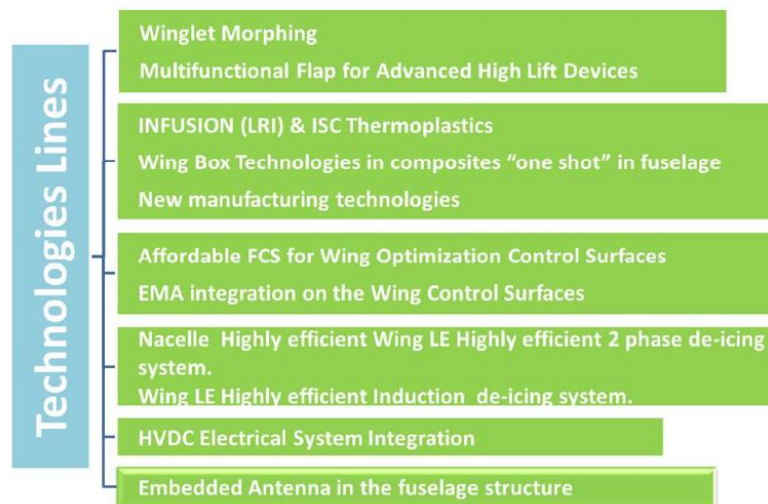 Technologies Lines
Winglet Morphing
Multifunctional Flap for Advanced High Lift Devices
INFUSION (LRI) & ISC Thermoplastics
Wing Box Technologies in composites “one shot” in fuselage
New manufacturing technologies
Affordable FCS for Wing Optimization Control Surfaces
EMA integration on the Wing Control Surfaces
Nacelle Highly efficient Wing LE Highly efficient 2 phase de-icing
system.
Wing LE Highly efficient Induction de-icing system.
HVDC Electrical System Integration
Embedded Antenna in the fuselage structure